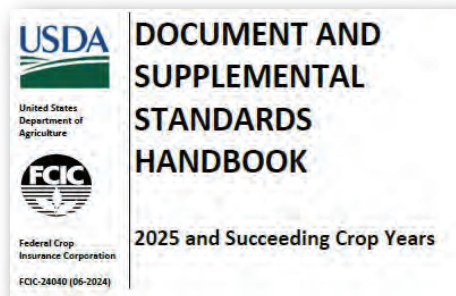 USDA
United States
Department of
Agriculture
FCIC
Federal Crop
Insurance Corporation
FCIC-24040 (06-2024)
DOCUMENT AND
SUPPLEMENTAL
STANDARDS
HANDBOOK
2025 and Succeeding Crop Years